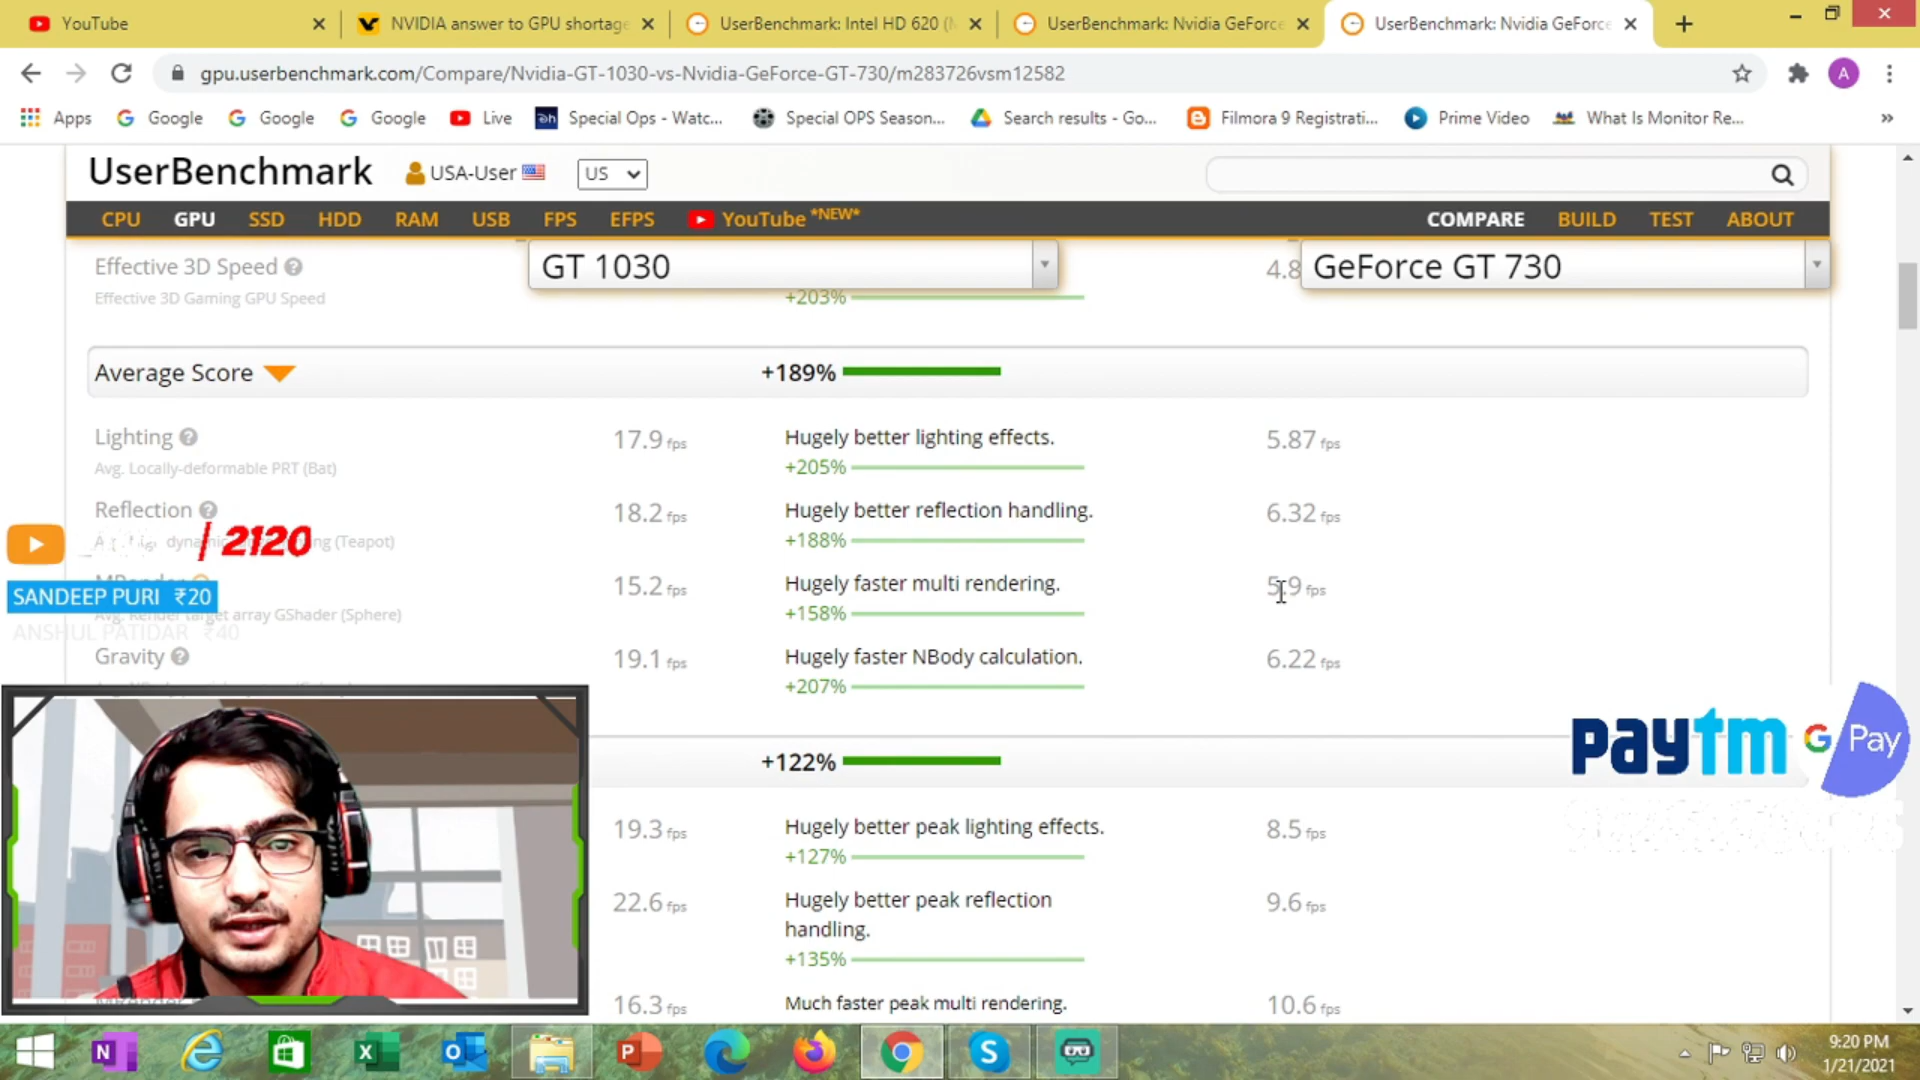 YouTube
NVIDIA answer to GPU shortage
UserBenchmark: Intel HD 620 (M
UserBenchmark: Nvidia GeForce
UserBenchmark: Nvidia GeForce
gpu.userbenchmark.com/Compare/Nvidia-GT-1030-vs-Nvidia-GeForce-GT-730/m283726vsm12582
A
Apps Google Google Google Live Special Ops - Watc... Special OPS Season... Search results - Go... Filmora 9 Registrati... Prime Video What Is Monitor Re... »
UserBenchmark USA-User US
CPU GPU SSD HDD RAM USB FPS EFPS YouTube *NEW* COMPARE BUILD TEST ABOUT
Effective 3D Speed GT 1030 4.8 GeForce GT 730
Effective 3D Gaming GPU Speed +203%
Average Score +189%
Lighting 17.9 fps Hugely better lighting effects. 5.87 fps
Avg. Locally-deformable PRT (Bat) +205%
Reflection 18.2 fps Hugely better reflection handling. 6.32 fps
/ 2120 (Teapot) +188%
15.2 fps Hugely faster multi rendering. 5.9 fps
SANDEEP PURI ₹20
Avg. Render target array GShader (Sphere) +158%
ANSHUL PATIDAR ₹40
Gravity 19.1 fps Hugely faster NBody calculation. 6.22 fps
+207%
+122%
paytm G Pay
19.3 fps Hugely better peak lighting effects. 8.5 fps
+127%
22.6 fps Hugely better peak reflection handling. 9.6 fps
+135%
16.3 fps Much faster peak multi rendering. 10.6 fps
9:20 PM
1/21/2021